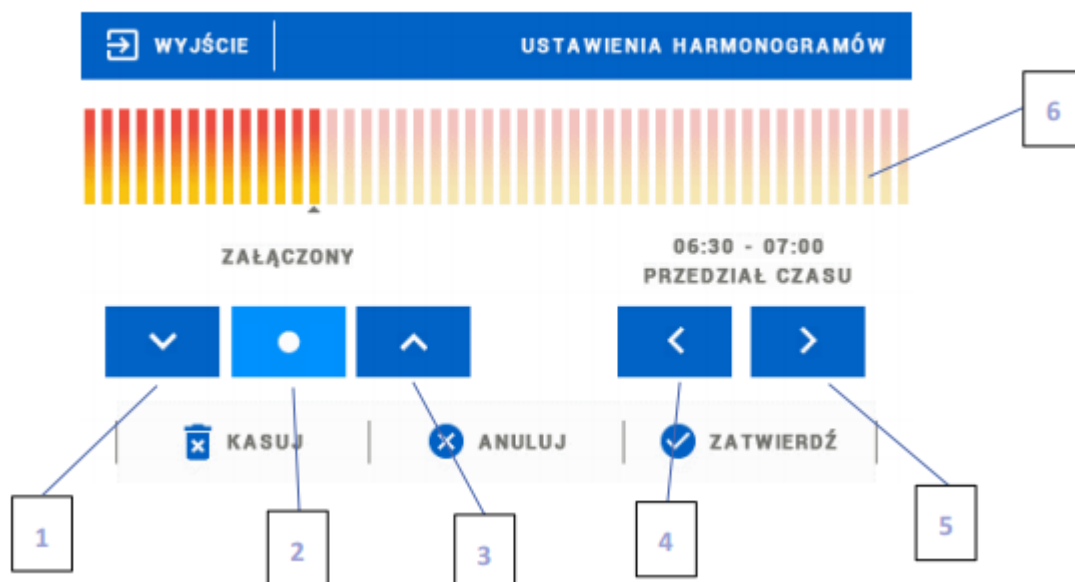 WYJŚCIE
USTAWIENIA HARMONOGRAMÓW
6
ZAŁĄCZONY
06:30 - 07:00
PRZEDZIAŁ CZASU
KASUJ
ANULUJ
ZATWIERDŹ
1
2
3
4
5